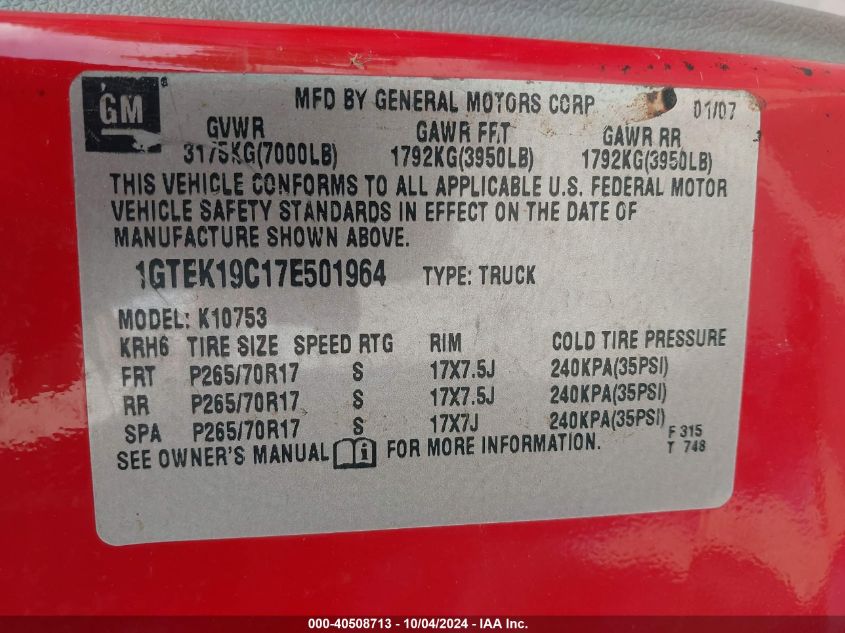 GM
MFD BY GENERAL MOTORS CORP 01/07
GVWR GAWR FRT GAWR RR
3175KG(7000LB) 1792KG(3950LB) 1792KG(3950LB)
THIS VEHICLE CONFORMS TO ALL APPLICABLE U.S. FEDERAL MOTOR
VEHICLE SAFETY STANDARDS IN EFFECT ON THE DATE OF
MANUFACTURE SHOWN ABOVE.
1GTEK19C17E501964 TYPE: TRUCK
MODEL: K10753
KRH6 TIRE SIZE SPEED RTG RIM COLD TIRE PRESSURE
FRT P265/70R17 S 17X7.5J 240KPA(35PSI)
RR P265/70R17 S 17X7.5J 240KPA(35PSI)
SPA P265/70R17 S 17X7J 240KPA(35PSI)
F 315
SEE OWNER'S MANUAL FOR MORE INFORMATION. T 748
000-40508713 - 10/04/2024 - IAA Inc.